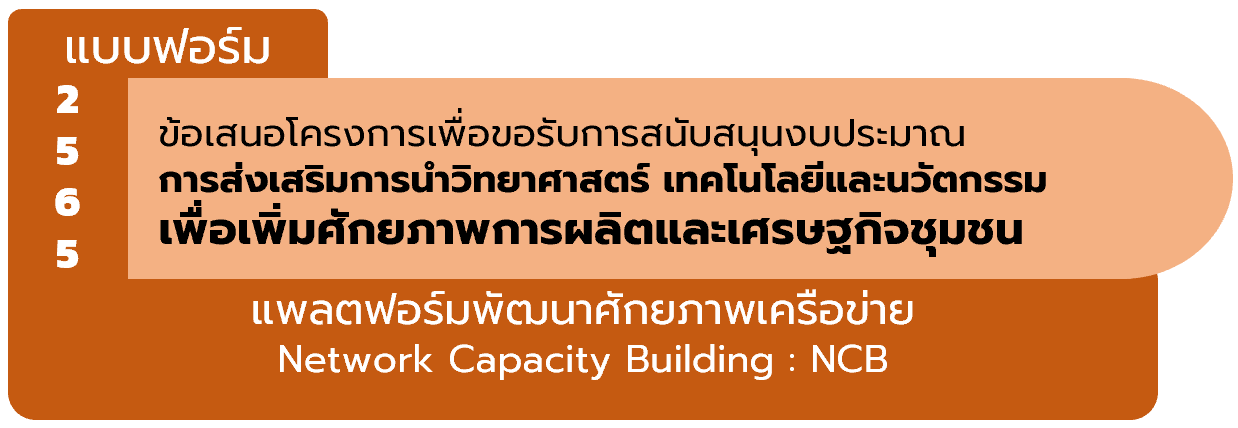 แบบฟอร์ม
2
5
6
5
ข้อเสนอโครงการเพื่อขอรับการสนับสนุนงบประมาณ
การส่งเสริมการนำวิทยาศาสตร์ เทคโนโลยีและนวัตกรรม
เพื่อเพิ่มศักยภาพการผลิตและเศรษฐกิจชุมชน
แพลตฟอร์มพัฒนาศักยภาพเครือข่าย
Network Capacity Building : NCB